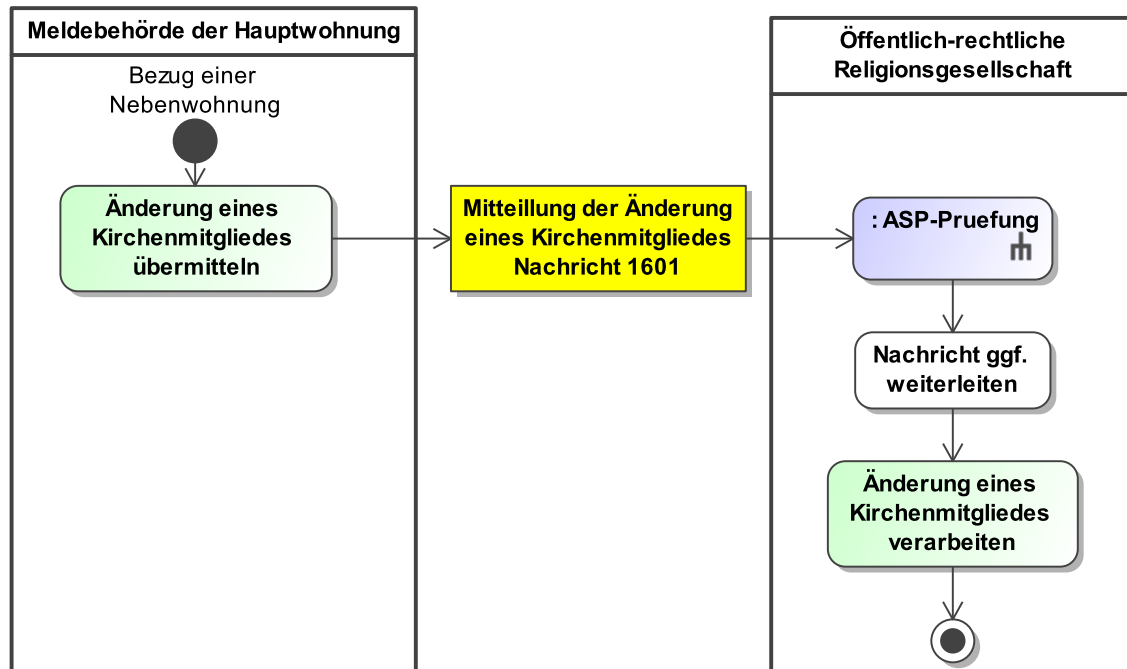 Meldebehörde der Hauptwohnung
Bezug einer
Nebenwohnung
Änderung eines
Kirchenmitgliedes
übermitteln
Mitteillung der Änderung
eines Kirchenmitgliedes
Nachricht 1601
Öffentlich-rechtliche
Religionsgesellschaft
: ASP-Pruefung
Nachricht ggf.
weiterleiten
Änderung eines
Kirchenmitgliedes
verarbeiten